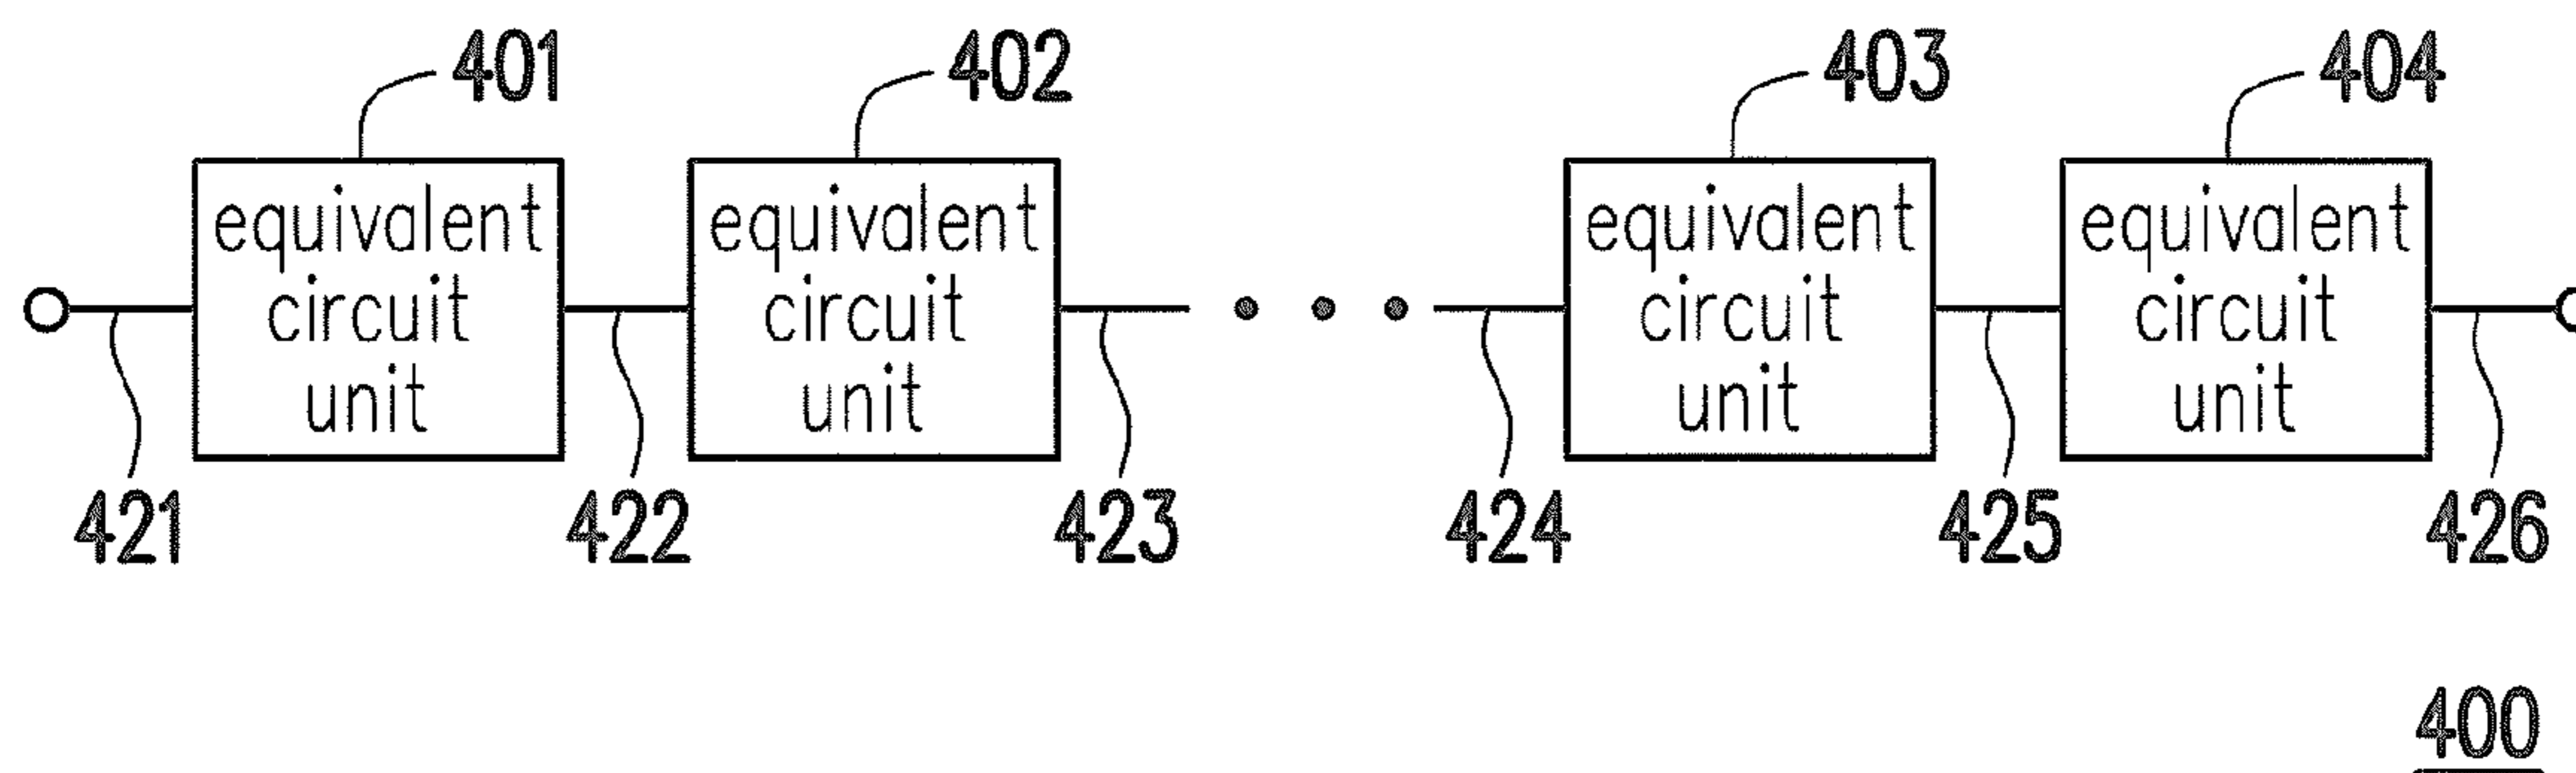 401 402 403 404
equivalent equivalent equivalent equivalent
circuit circuit circuit circuit
unit unit unit unit
421 422 423 424 425 426
400